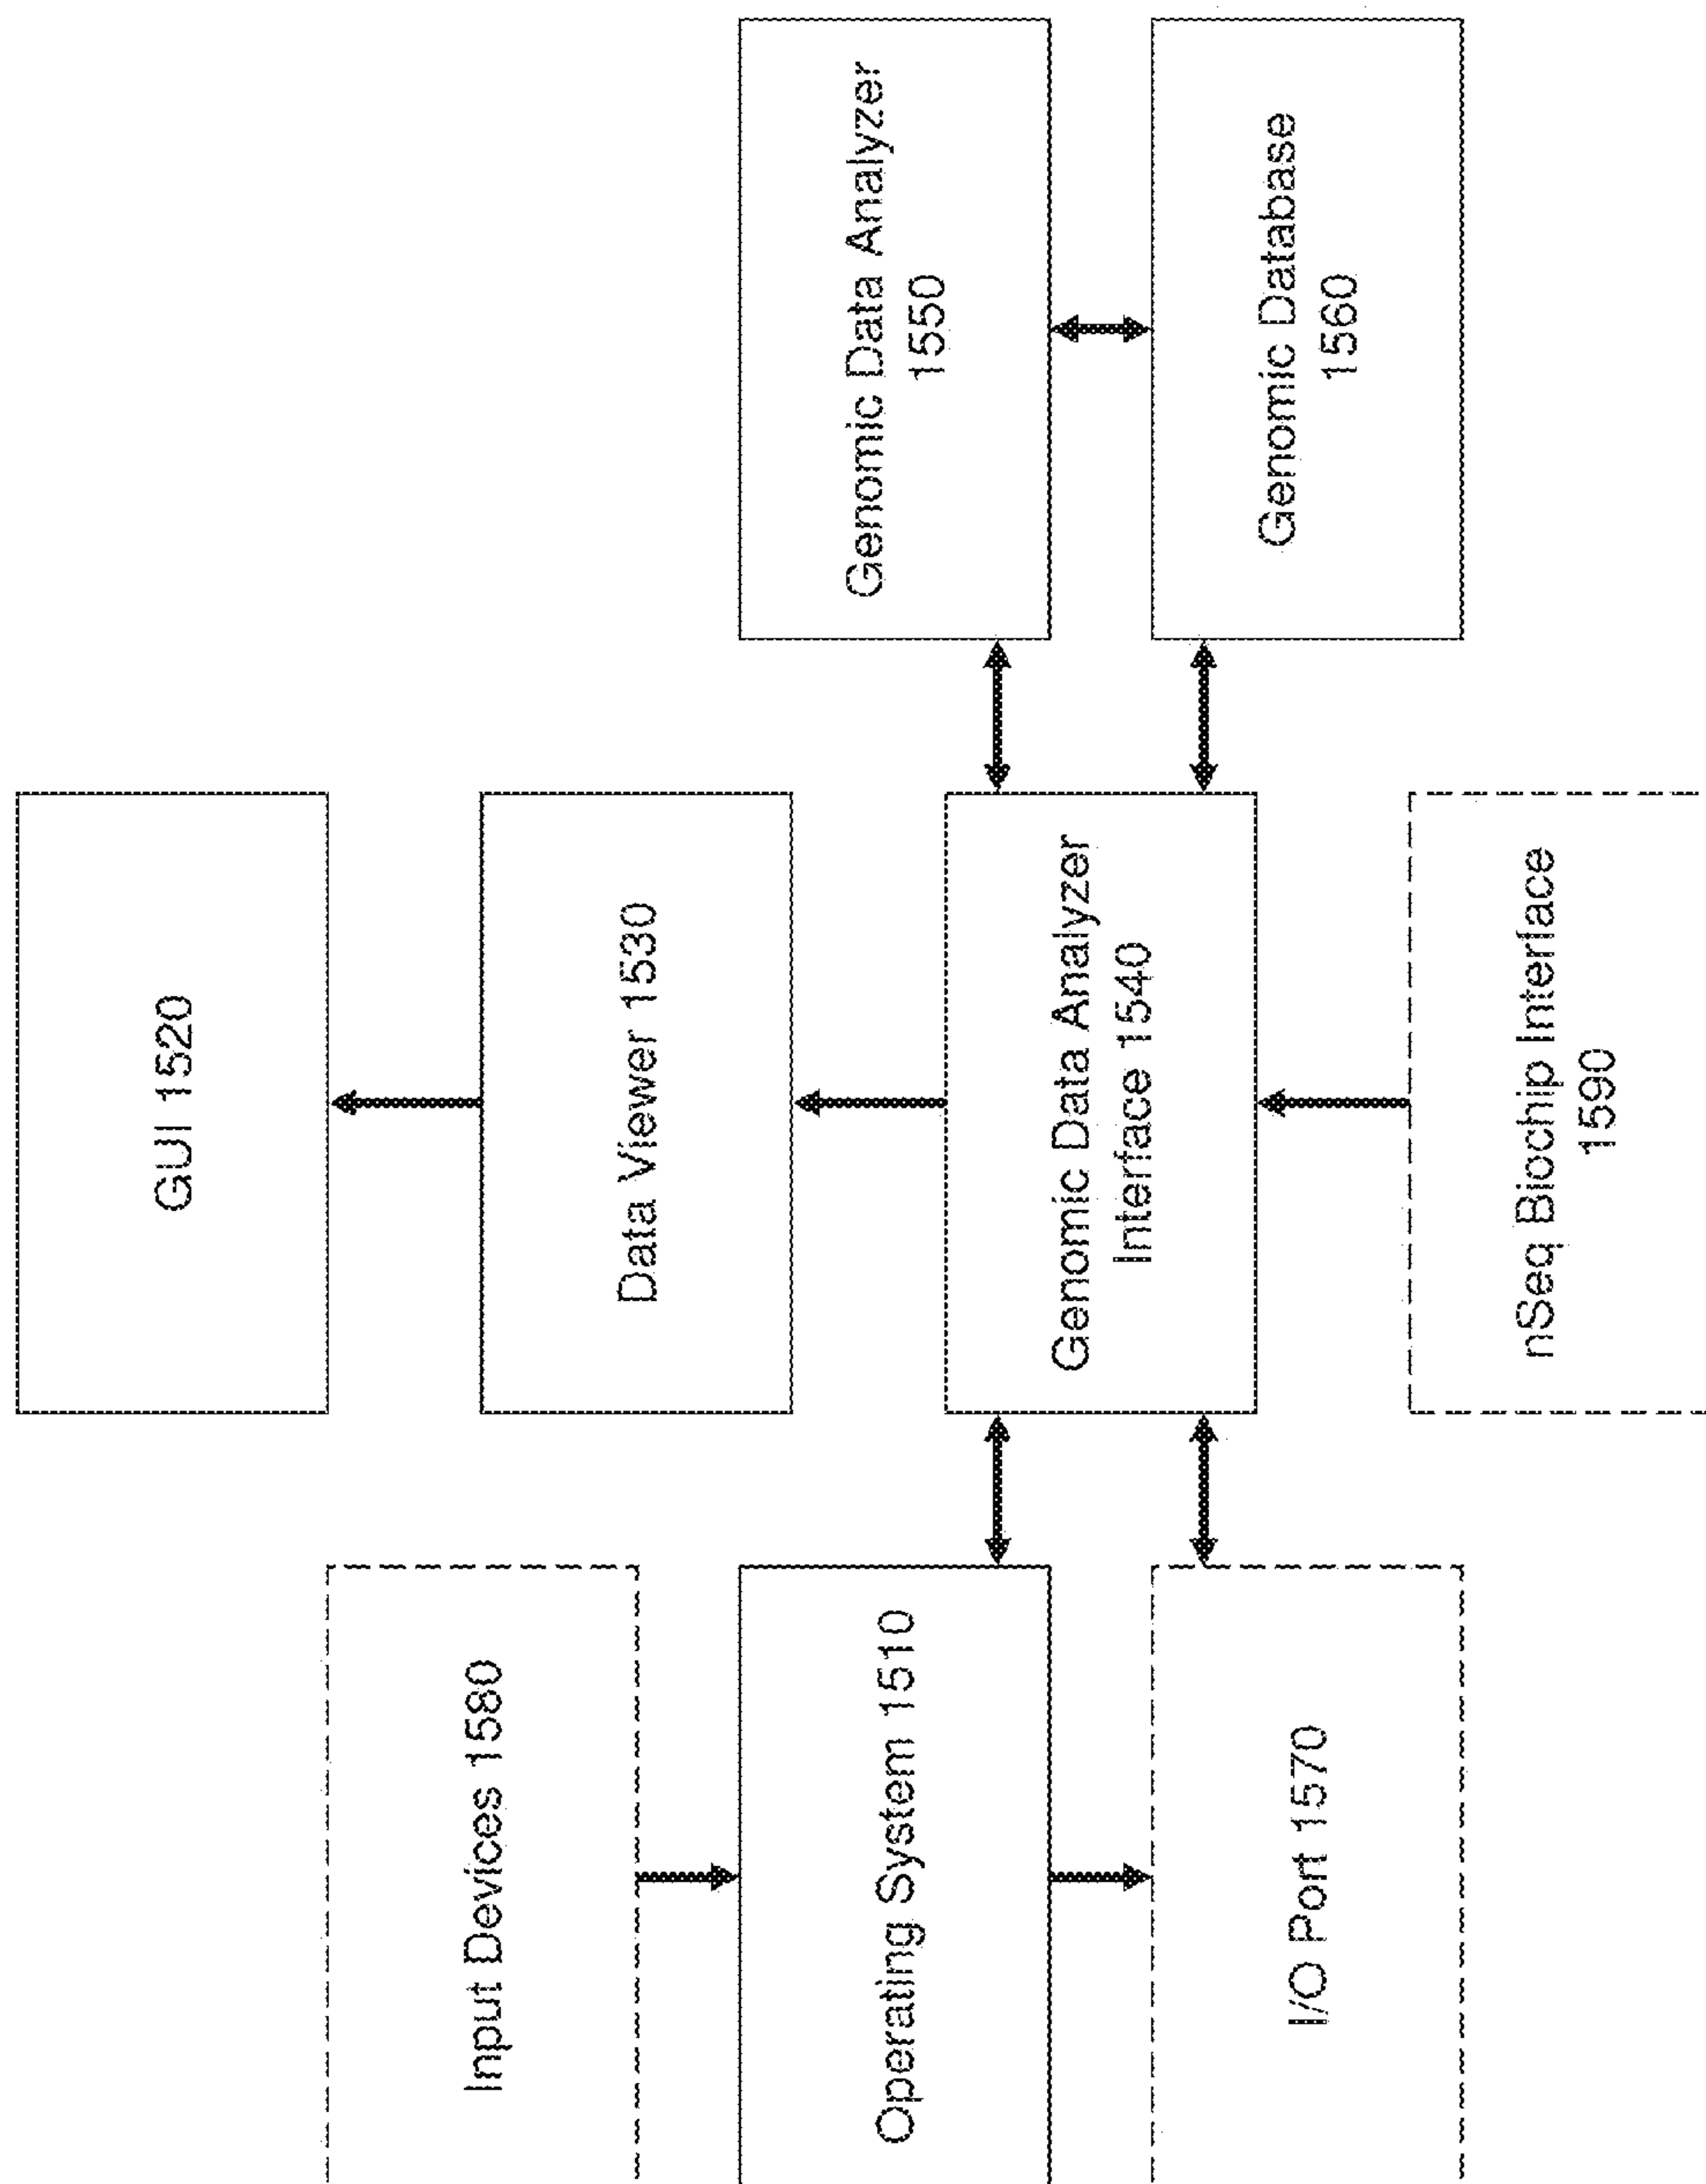 Input Devices 1580
Operating System 1510
I/O Port 1570
GUI 1520
Data Viewer 1530
Genomic Data Analyzer
Interface 1540
nSeq Biochip Interface
1590
Genomic Data Analyzer
1550
Genomic Database
1560